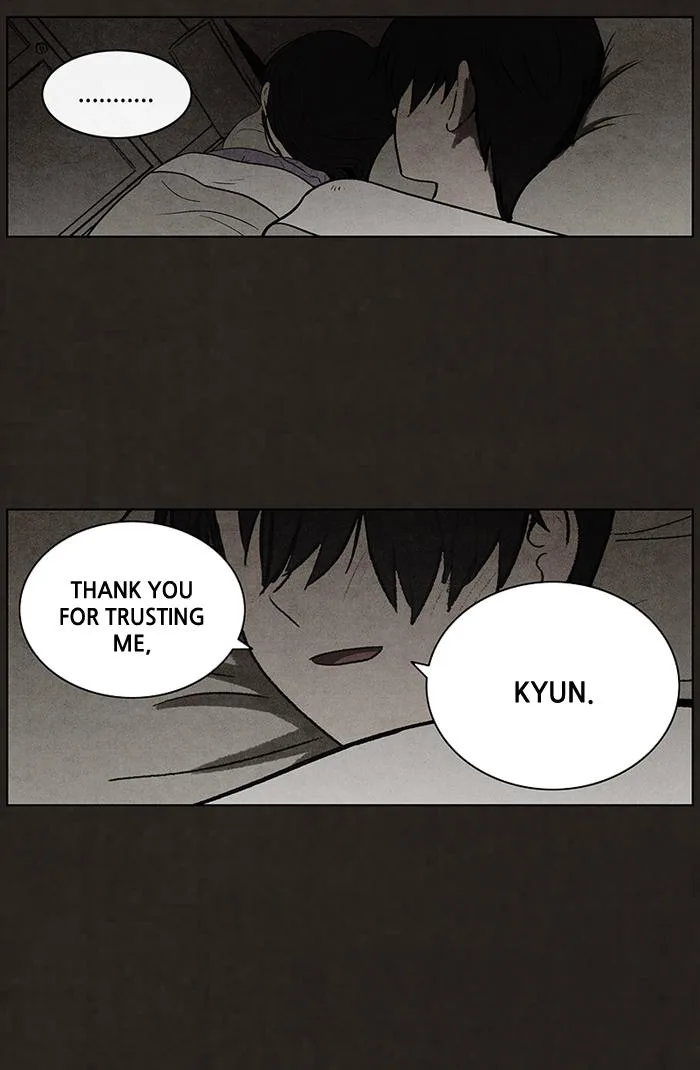 ...........
THANK YOU
FOR TRUSTING
ME,
KYUN.